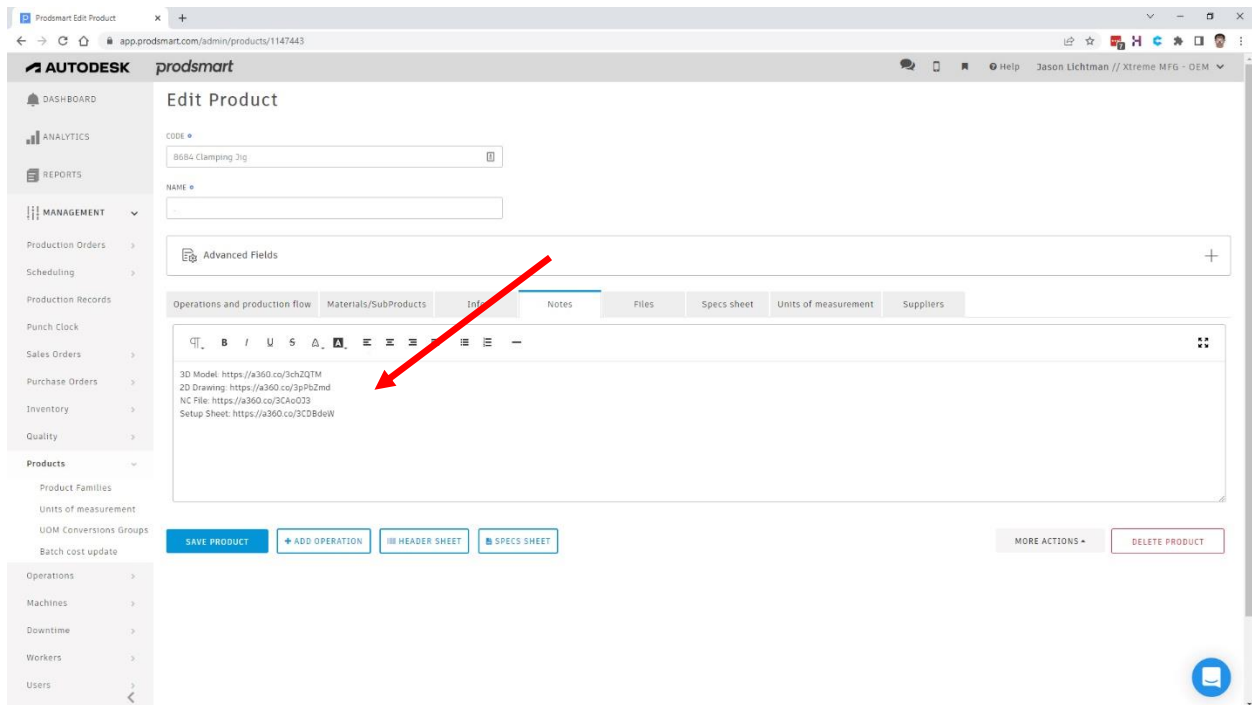 Prodsmart Edit Product
app.prodsmart.com/admin/products/1147443
AUTODESK prodsmart
Help Jason Lichtman // Xtreme MFG - OEM
DASHBOARD
ANALYTICS
REPORTS
MANAGEMENT
Production Orders
Scheduling
Production Records
Punch Clock
Sales Orders
Purchase Orders
Inventory
Quality
Products
Product Families
Units of measurement
UOM Conversions Groups
Batch cost update
Operations
Machines
Downtime
Workers
Users
Edit Product
CODE
8684 Clamping Jig
NAME
Advanced Fields
Operations and production flow Materials/SubProducts Info Notes Files Specs sheet Units of measurement Suppliers
B I U S A A
3D Model: https://a360.co/3chZQTM
2D Drawing: https://a360.co/3pPbZmd
NC File: https://a360.co/3CAoOJ3
Setup Sheet: https://a360.co/3CDBdeW
SAVE PRODUCT + ADD OPERATION HEADER SHEET SPECS SHEET MORE ACTIONS DELETE PRODUCT